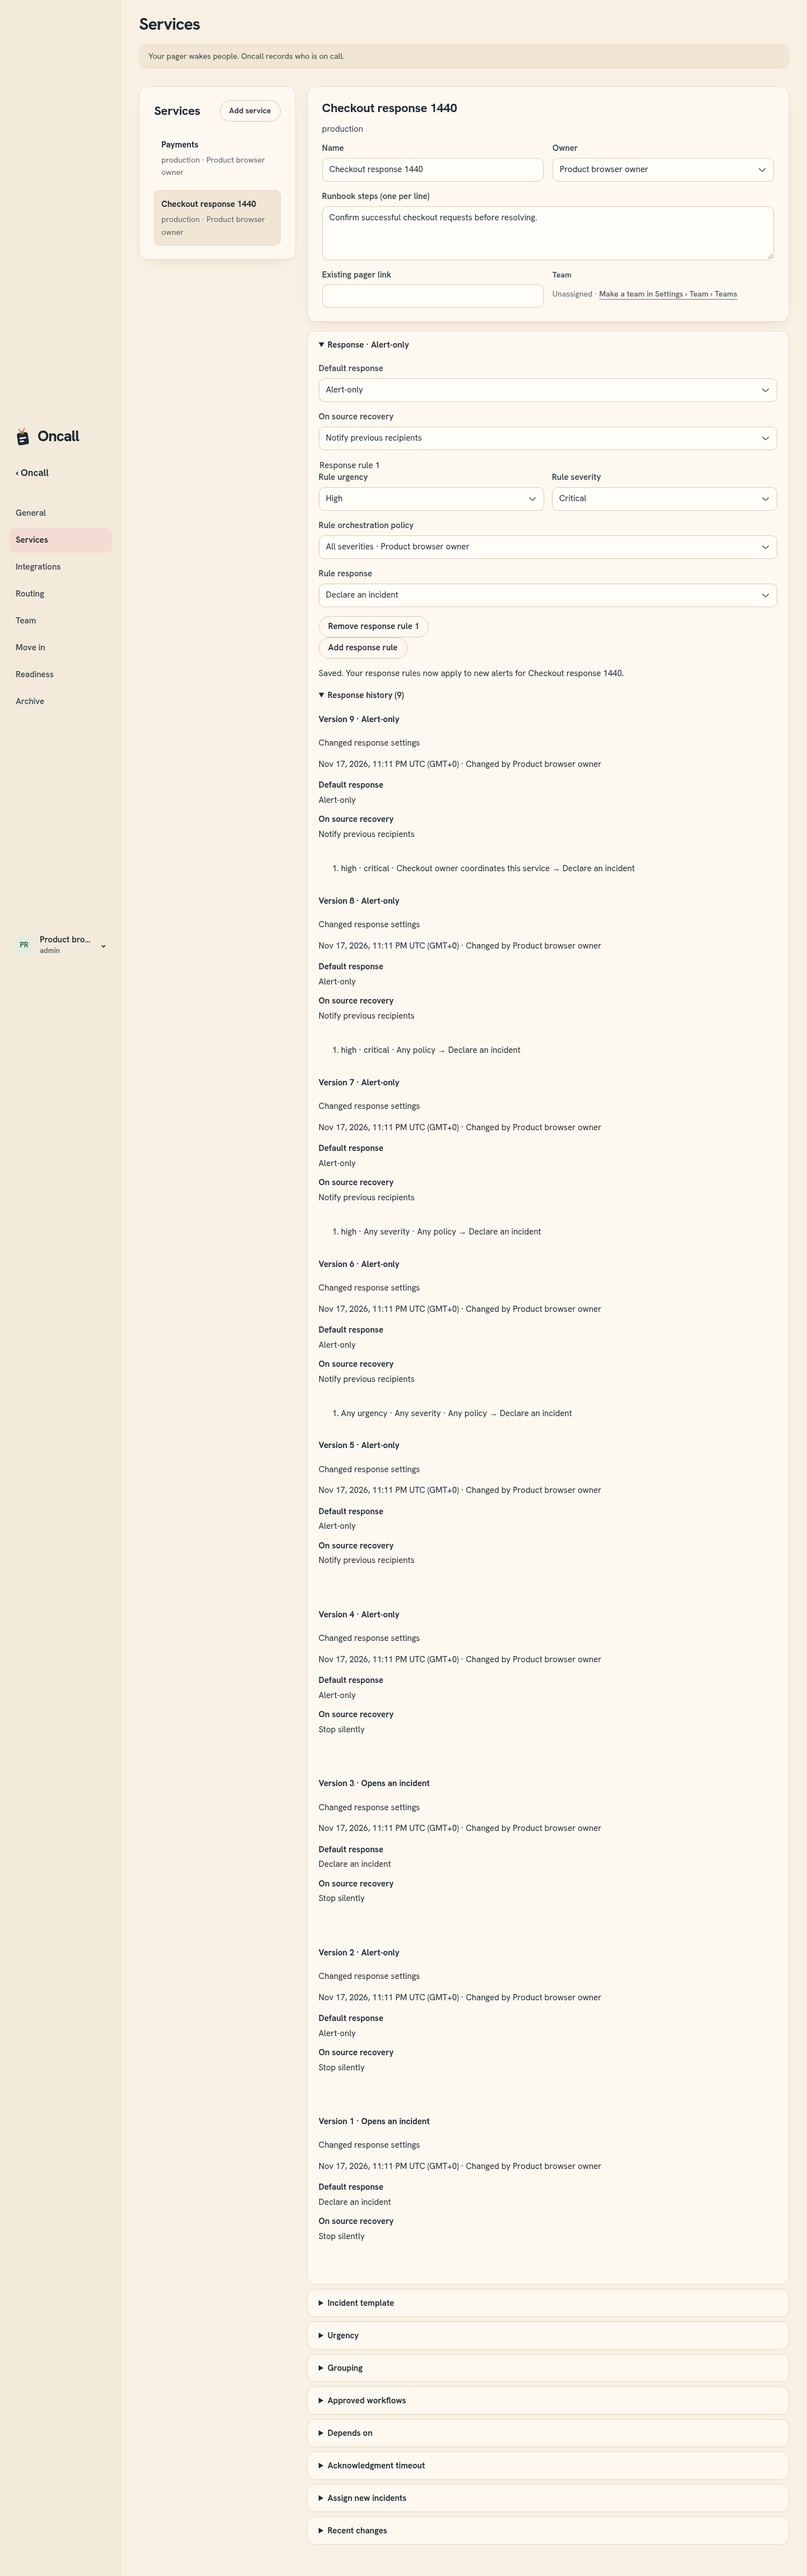 Services
Your pager wakes people. Oncall records who is on call.
Services
Add service
Payments
production · Product browser
owner
Checkout response 1440
production · Product browser
owner
Oncall
‹ Oncall
General
Services
Integrations
Routing
Team
Move in
Readiness
Archive
PR
Product bro...
admin
Checkout response 1440
production
Name
Owner
Checkout response 1440
Product browser owner
Runbook steps (one per line)
Confirm successful checkout requests before resolving.
Existing pager link
Team
Unassigned · Make a team in Settings › Team › Teams
Response · Alert-only
Default response
Alert-only
On source recovery
Notify previous recipients
Response rule 1
Rule urgency
Rule severity
High
Critical
Rule orchestration policy
All severities · Product browser owner
Rule response
Declare an incident
Remove response rule 1
Add response rule
Saved. Your response rules now apply to new alerts for Checkout response 1440.
Response history (9)
Version 9 · Alert-only
Changed response settings
Nov 17, 2026, 11:11 PM UTC (GMT+0) · Changed by Product browser owner
Default response
Alert-only
On source recovery
Notify previous recipients
1. high · critical · Checkout owner coordinates this service → Declare an incident
Version 8 · Alert-only
Changed response settings
Nov 17, 2026, 11:11 PM UTC (GMT+0) · Changed by Product browser owner
Default response
Alert-only
On source recovery
Notify previous recipients
1. high · critical · Any policy → Declare an incident
Version 7 · Alert-only
Changed response settings
Nov 17, 2026, 11:11 PM UTC (GMT+0) · Changed by Product browser owner
Default response
Alert-only
On source recovery
Notify previous recipients
1. high · Any severity · Any policy → Declare an incident
Version 6 · Alert-only
Changed response settings
Nov 17, 2026, 11:11 PM UTC (GMT+0) · Changed by Product browser owner
Default response
Alert-only
On source recovery
Notify previous recipients
1. Any urgency · Any severity · Any policy → Declare an incident
Version 5 · Alert-only
Changed response settings
Nov 17, 2026, 11:11 PM UTC (GMT+0) · Changed by Product browser owner
Default response
Alert-only
On source recovery
Notify previous recipients
Version 4 · Alert-only
Changed response settings
Nov 17, 2026, 11:11 PM UTC (GMT+0) · Changed by Product browser owner
Default response
Alert-only
On source recovery
Stop silently
Version 3 · Opens an incident
Changed response settings
Nov 17, 2026, 11:11 PM UTC (GMT+0) · Changed by Product browser owner
Default response
Declare an incident
On source recovery
Stop silently
Version 2 · Alert-only
Changed response settings
Nov 17, 2026, 11:11 PM UTC (GMT+0) · Changed by Product browser owner
Default response
Alert-only
On source recovery
Stop silently
Version 1 · Opens an incident
Changed response settings
Nov 17, 2026, 11:11 PM UTC (GMT+0) · Changed by Product browser owner
Default response
Declare an incident
On source recovery
Stop silently
Incident template
Urgency
Grouping
Approved workflows
Depends on
Acknowledgment timeout
Assign new incidents
Recent changes